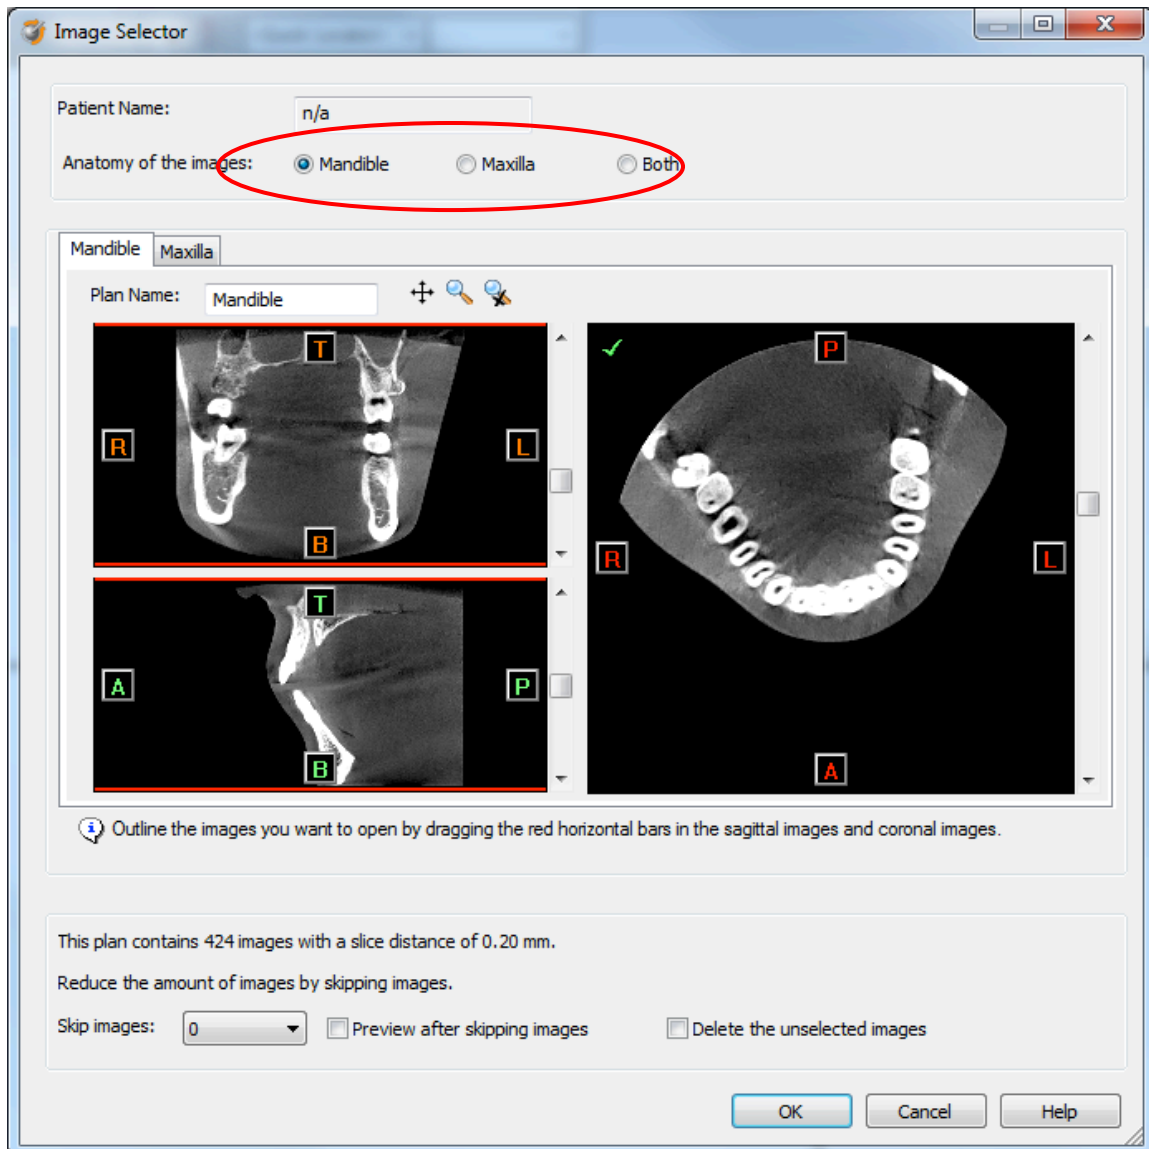 Image Selector
Patient Name: n/a
Anatomy of the images: Mandible Maxilla Both
Mandible Maxilla
Plan Name: Mandible
T
R L
B
T
A P
B
P
R L
A
Outline the images you want to open by dragging the red horizontal bars in the sagittal images and coronal images.
This plan contains 424 images with a slice distance of 0.20 mm.
Reduce the amount of images by skipping images.
Skip images: 0 Preview after skipping images Delete the unselected images
OK Cancel Help